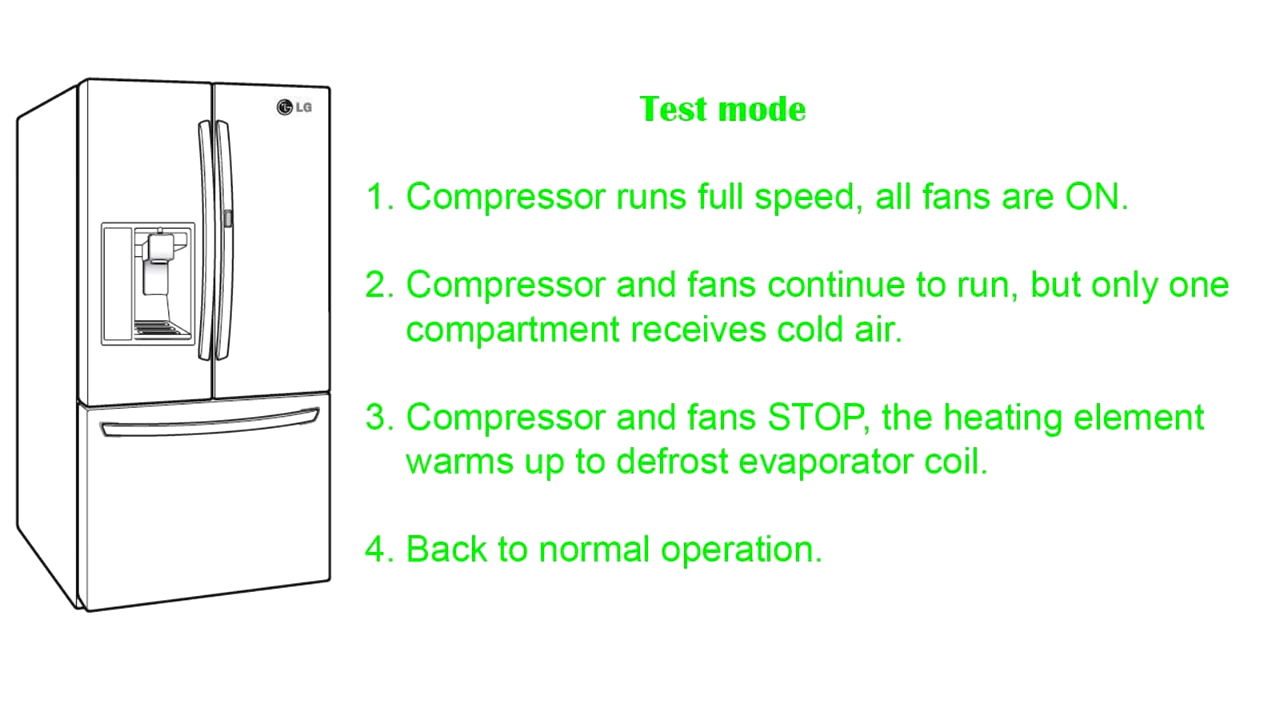 LG
Test mode
1. Compressor runs full speed, all fans are ON.
2. Compressor and fans continue to run, but only one
compartment receives cold air.
3. Compressor and fans STOP, the heating element
warms up to defrost evaporator coil.
4. Back to normal operation.